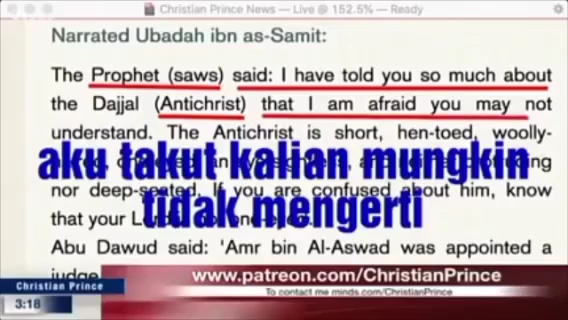 Christian Prince News — Live @ 152.5% — Ready
Narrated Ubadah ibn as-Samit:
The Prophet (saws) said: I have told you so much about
the Dajjal (Antichrist) that I am afraid you may not
understand. The Antichrist is short, hen-toed, woolly-
aku takut kalian mungkin
nor deep-seated. If you are confused about him, know
tidak mengerti
that your Lord
Abu Dawud said: 'Amr bin Al-Aswad was appointed a
judge
www.patreon.com/ChristianPrince
Christian Prince
To contact me minds.com/ChristianPrince
3:18